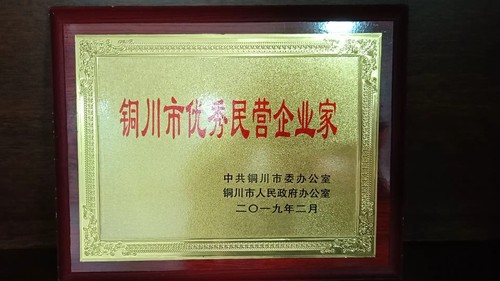 铜川市优秀民营企业家
中共铜川市委办公室
铜川市人民政府办公室
二〇一九年二月